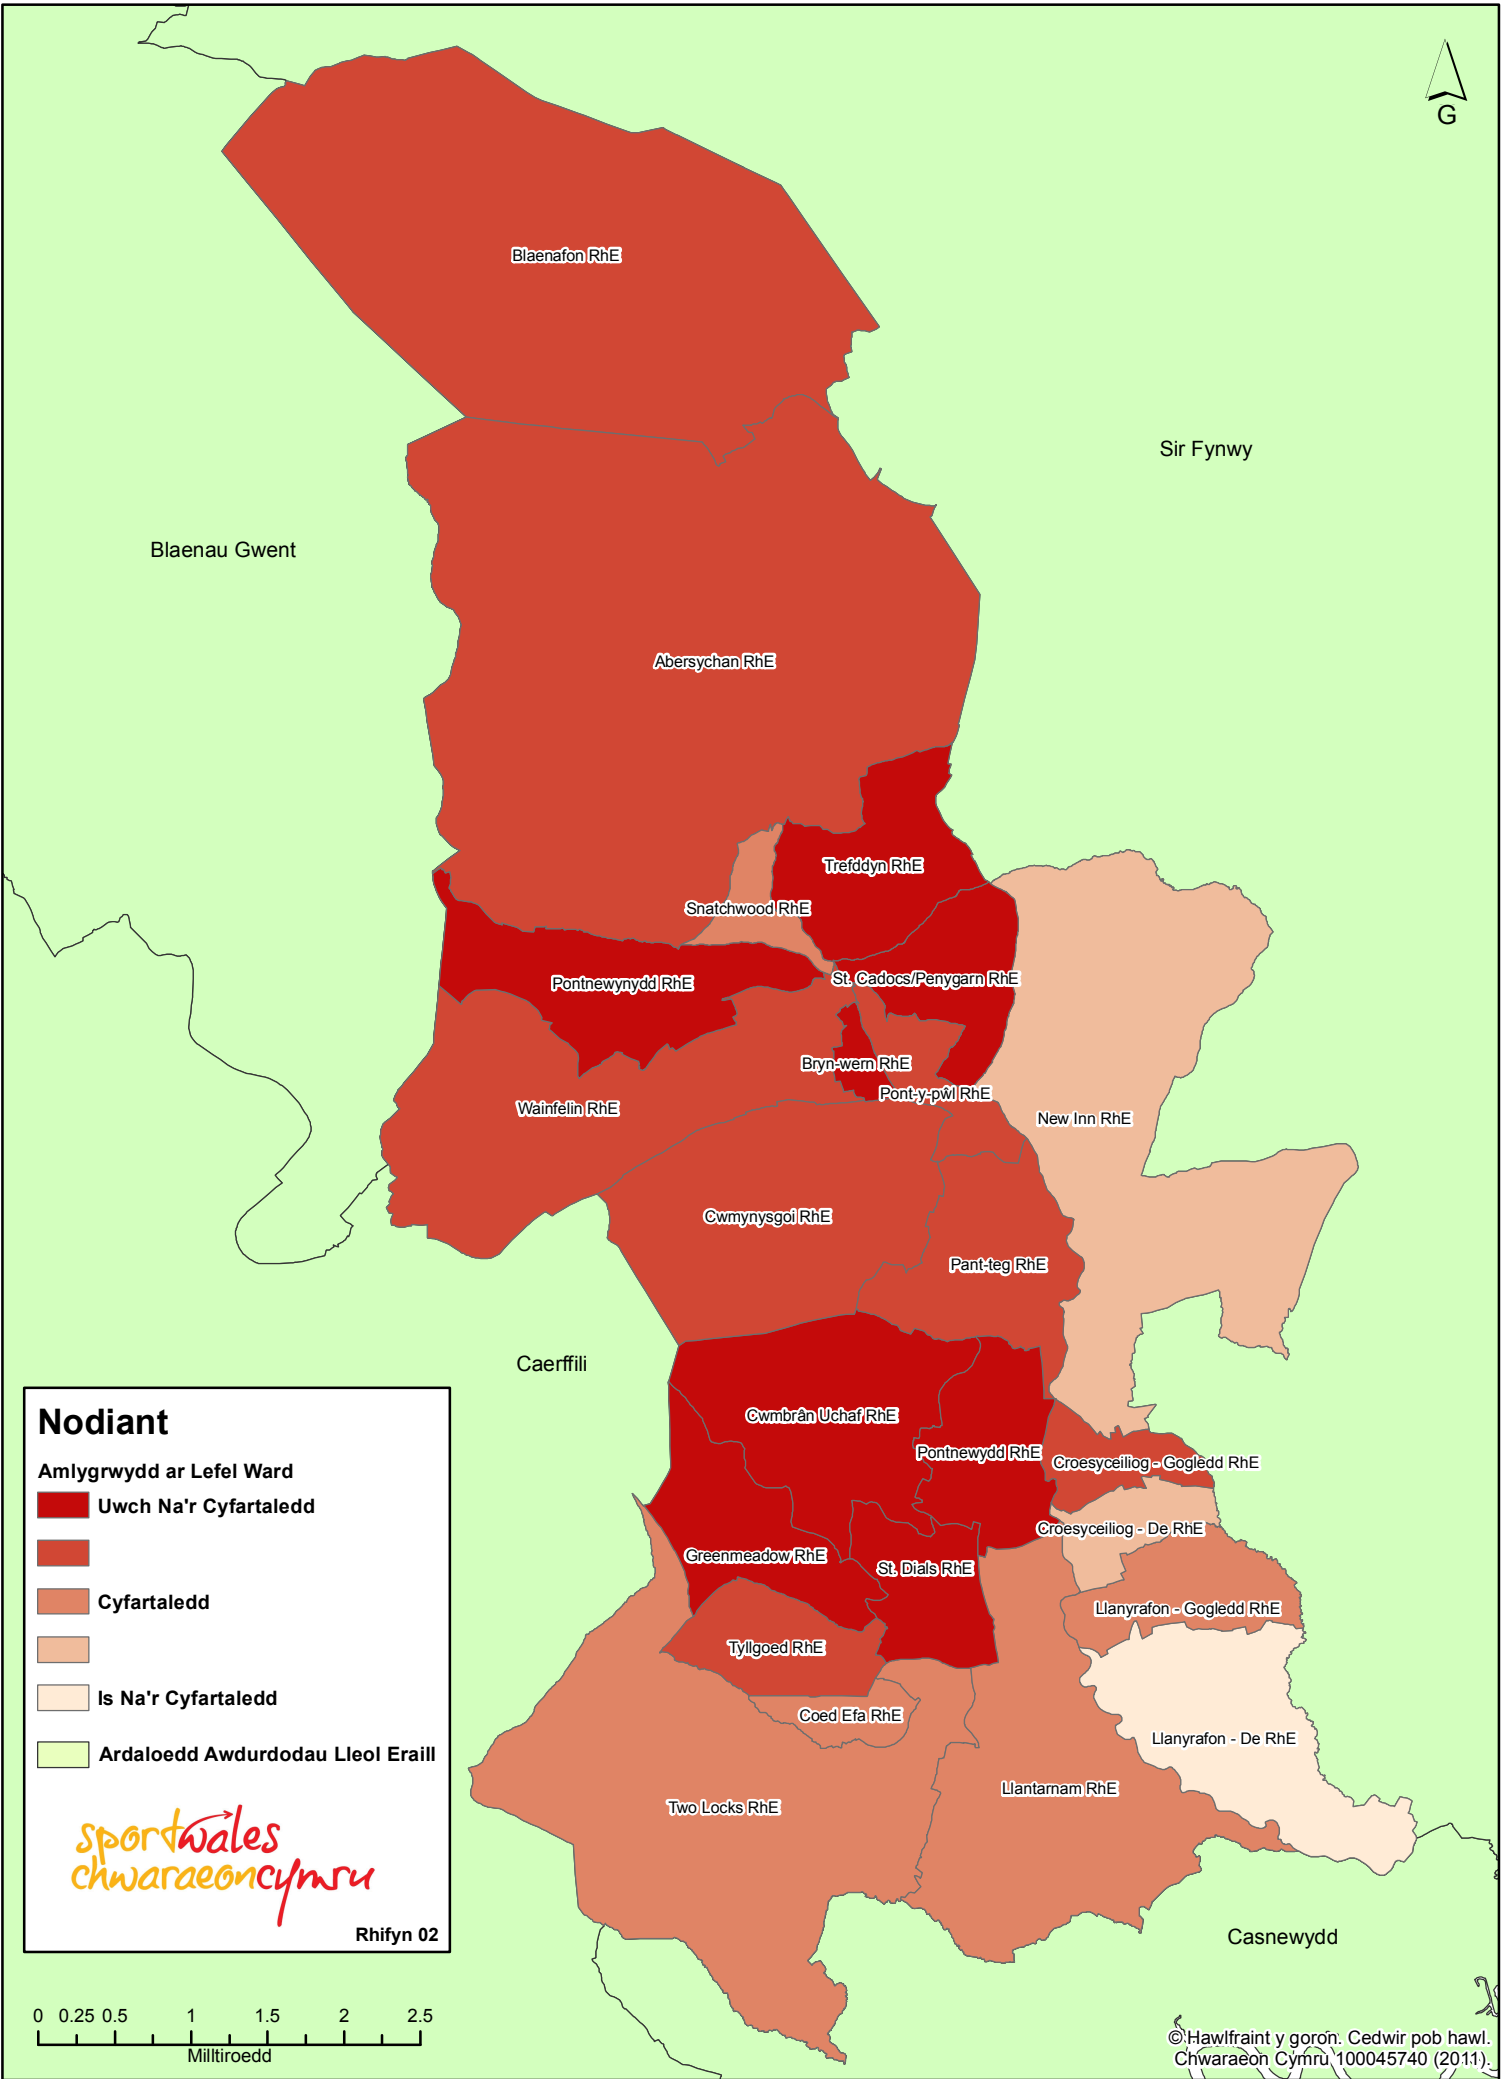 G
Blaenafon RhE
Sir Fynwy
Blaenau Gwent
Abersychan RhE
Trefddyn RhE
Snatchwood RhE
St. Cadocs/Penygarn RhE
Pontnewynydd RhE
Bryn-wern RhE
Pont-y-pŵl RhE
Wainfelin RhE
New Inn RhE
Cwmynysgoi RhE
Pant-teg RhE
Caerffili
Cwmbrân Uchaf RhE
Pontnewydd RhE
Croesyceiliog - Gogledd RhE
Croesyceiliog - De RhE
Greenmeadow RhE
St. Dials RhE
Llanyrafon - Gogledd RhE
Tyllgoed RhE
Coed Efa RhE
Llanyrafon - De RhE
Llantarnam RhE
Two Locks RhE
Casnewydd
Nodiant
Amlygrwydd ar Lefel Ward
Uwch Na'r Cyfartaledd
Cyfartaledd
Is Na'r Cyfartaledd
Ardaloedd Awdurdodau Lleol Eraill
sportwales
chwaraeoncymru
Rhifyn 02
0 0.25 0.5 1 1.5 2 2.5
Milltiroedd
© Hawlfraint y goron. Cedwir pob hawl.
Chwaraeon Cymru 100045740 (2011).